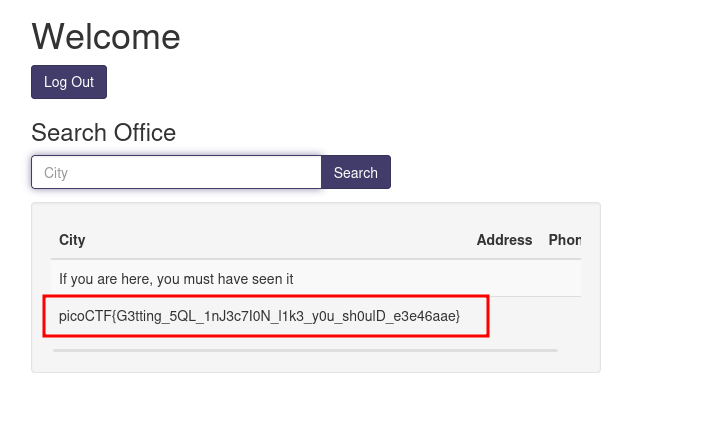 Welcome
Log Out
Search Office
City Search
City Address Phon
If you are here, you must have seen it
picoCTF{G3tting_5QL_1nJ3c7I0N_l1k3_y0u_sh0ulD_e3e46aae}